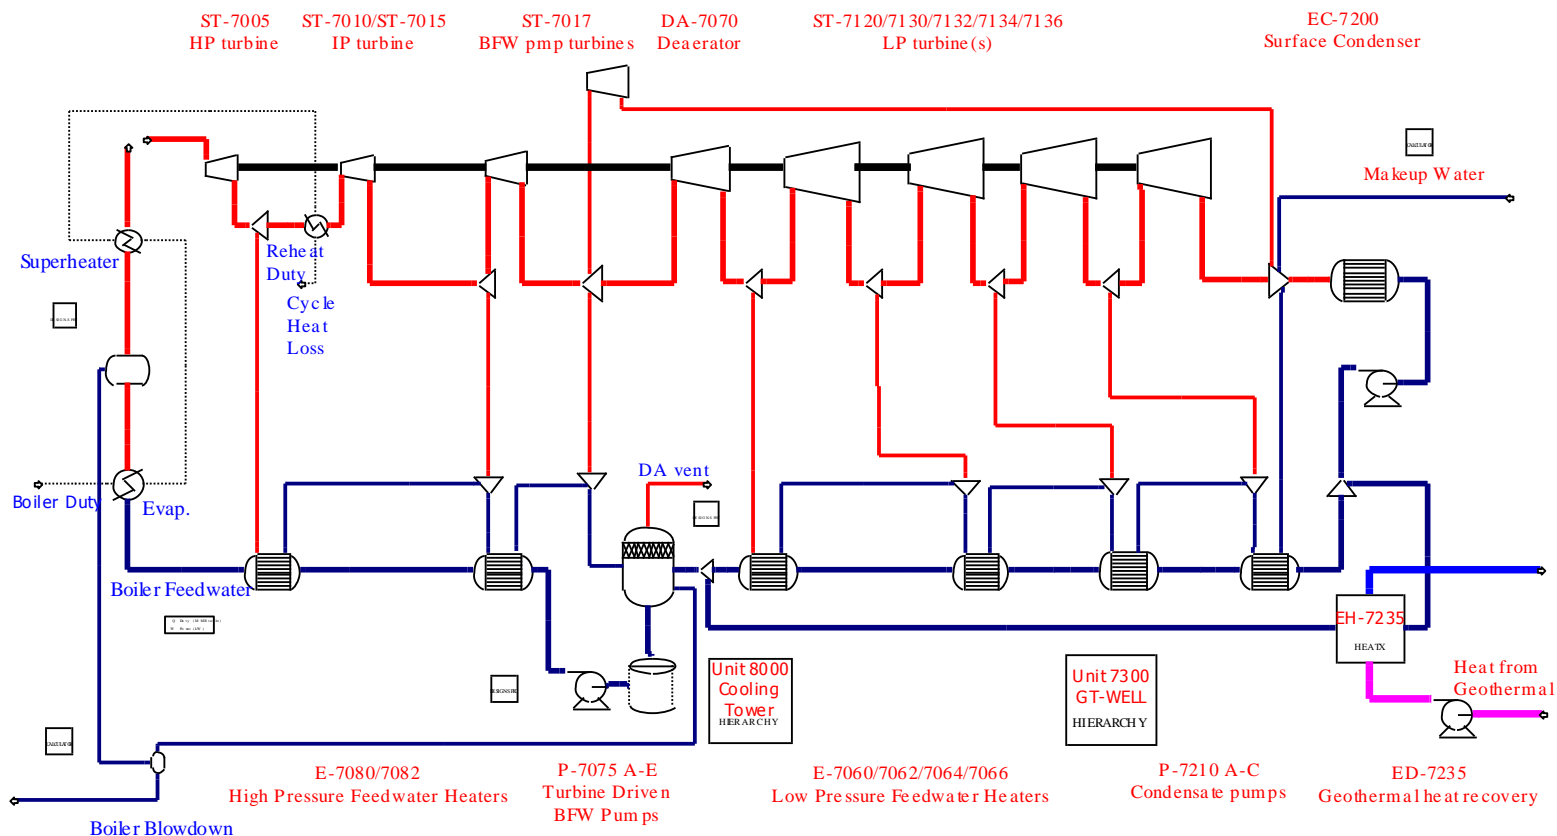 ST-7005
HP turbine
ST-7010/ST-7015
IP turbine
ST-7017
BFW pmp turbines
DA-7070
Deaerator
ST-7120/7130/7132/7134/7136
LP turbine(s)
EC-7200
Surface Condenser
CALCULATOR
Makeup Water
Superheater
Reheat
Duty
Cycle
Heat
Loss
Boiler Duty
Evap.
DA vent
Boiler Feedwater
EH-7235
HEATX
Heat from
Geothermal
Unit 8000
Cooling
Tower
HIERARCHY
Unit 7300
GT-WELL
HIERARCHY
CALCULATOR
E-7080/7082
High Pressure Feedwater Heaters
P-7075 A-E
Turbine Driven
BFW Pumps
E-7060/7062/7064/7066
Low Pressure Feedwater Heaters
P-7210 A-C
Condensate pumps
ED-7235
Geothermal heat recovery
Boiler Blowdown